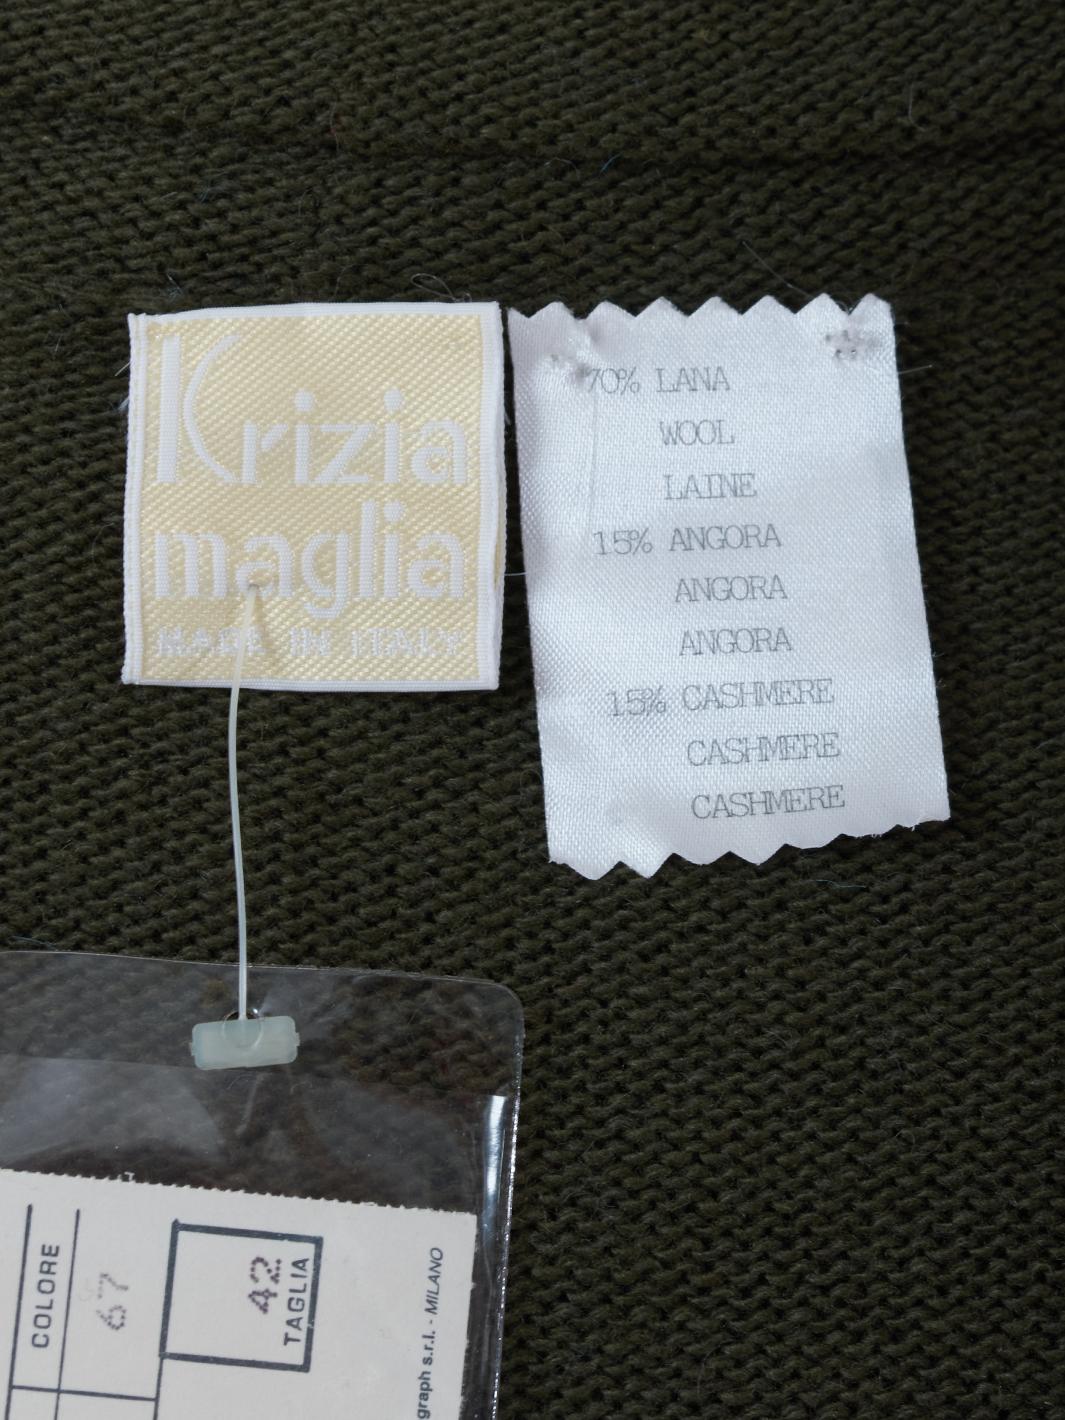 Krizia
maglia
MADE IN ITALY
70% LANA
WOOL
LAINE
15% ANGORA
ANGORA
ANGORA
15% CASHMERE
CASHMERE
CASHMERE
COLORE
67
42
TAGLIA
graph s.r.l. - MILANO